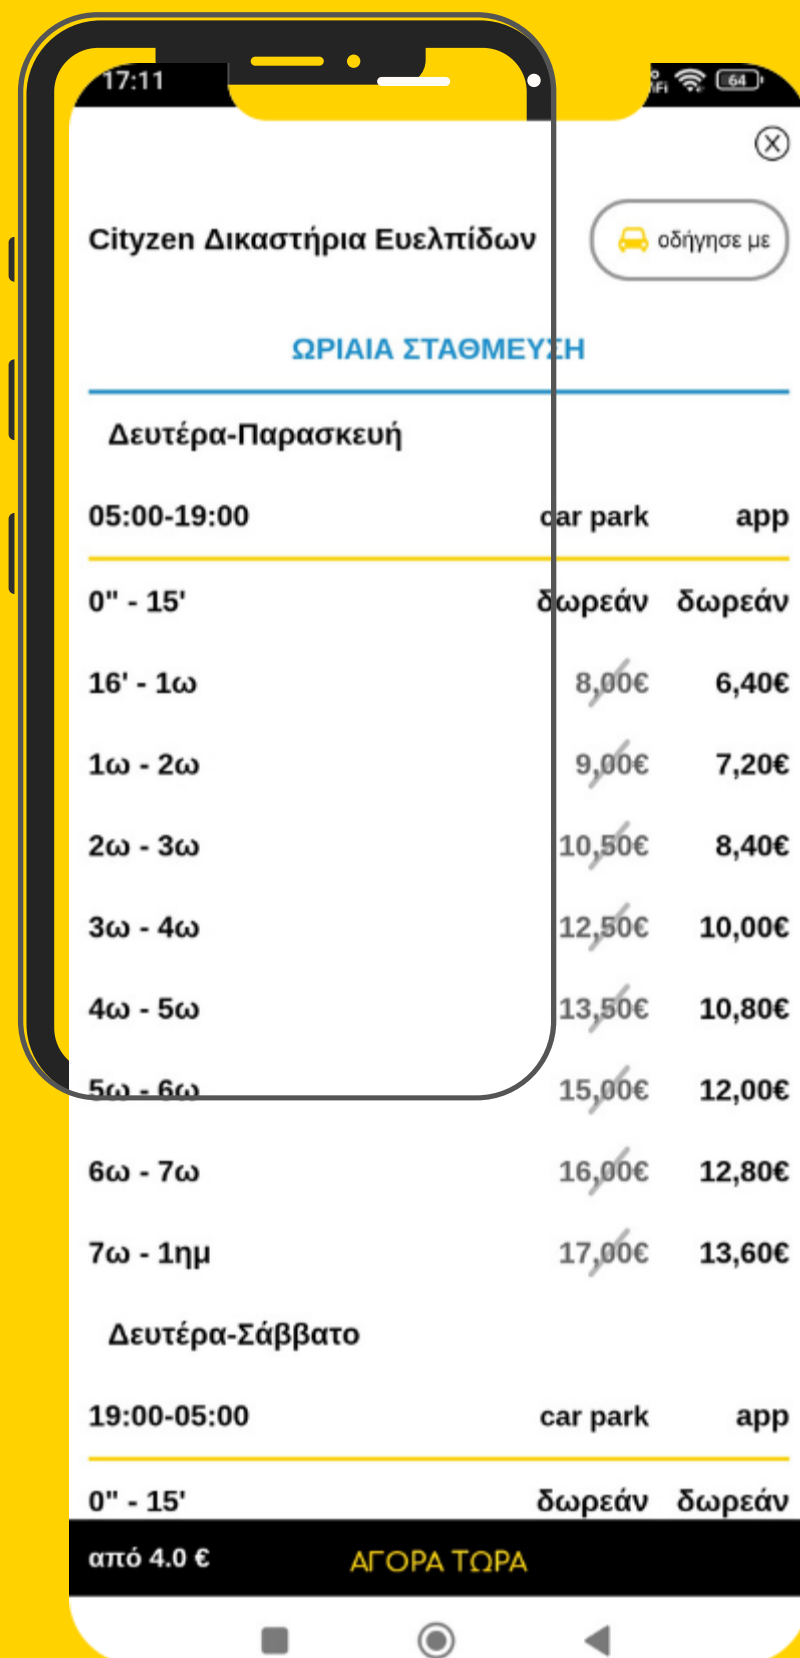 17:11
64
Cityzen Δικαστήρια Ευελπίδων
οδήγησε με
ΩΡΙΑΙΑ ΣΤΑΘΜΕΥΣΗ
Δευτέρα-Παρασκευή
05:00-19:00 car park app
0" - 15' δωρεάν δωρεάν
16' - 1ω 8,00€ 6,40€
1ω - 2ω 9,00€ 7,20€
2ω - 3ω 10,50€ 8,40€
3ω - 4ω 12,50€ 10,00€
4ω - 5ω 13,50€ 10,80€
5ω - 6ω 15,00€ 12,00€
6ω - 7ω 16,00€ 12,80€
7ω - 1ημ 17,00€ 13,60€
Δευτέρα-Σάββατο
19:00-05:00 car park app
0" - 15' δωρεάν δωρεάν
από 4.0 € ΑΓΟΡΑ ΤΩΡΑ